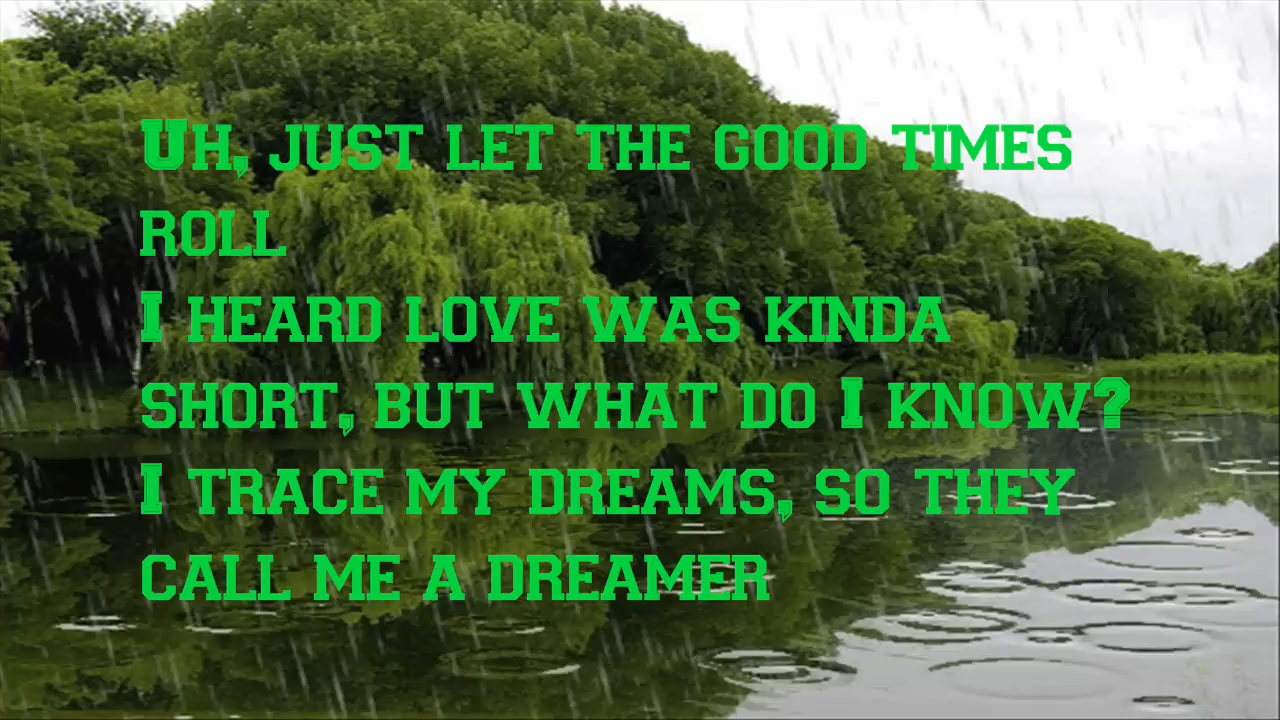 Uh, just let the good times
roll
I heard love was kinda
short, but what do I know?
I trace my dreams, so they
call me a dreamer